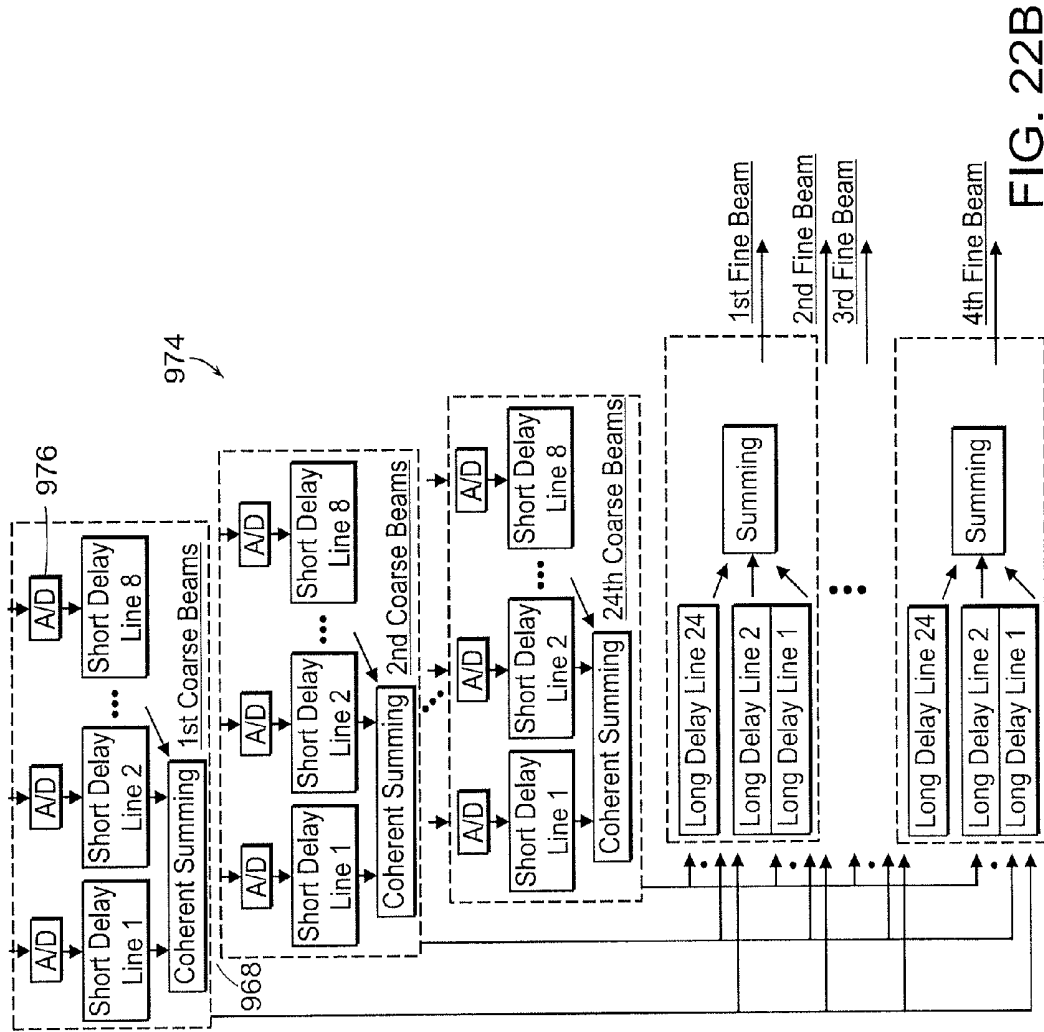 974
976
A/D
A/D
A/D
Short Delay
Line 1
Short Delay
Line 2
•••
Short Delay
Line 8
Coherent Summing
1st Coarse Beams
968
A/D
A/D
A/D
Short Delay
Line 1
Short Delay
Line 2
•••
Short Delay
Line 8
Coherent Summing
2nd Coarse Beams
A/D
A/D
A/D
Short Delay
Line 1
Short Delay
Line 2
•••
Short Delay
Line 8
Coherent Summing
24th Coarse Beams
Long Delay Line 24
Long Delay Line 2
Long Delay Line 1
Summing
1st Fine Beam
2nd Fine Beam
3rd Fine Beam
Long Delay Line 24
Long Delay Line 2
Long Delay Line 1
Summing
4th Fine Beam
FIG. 22B